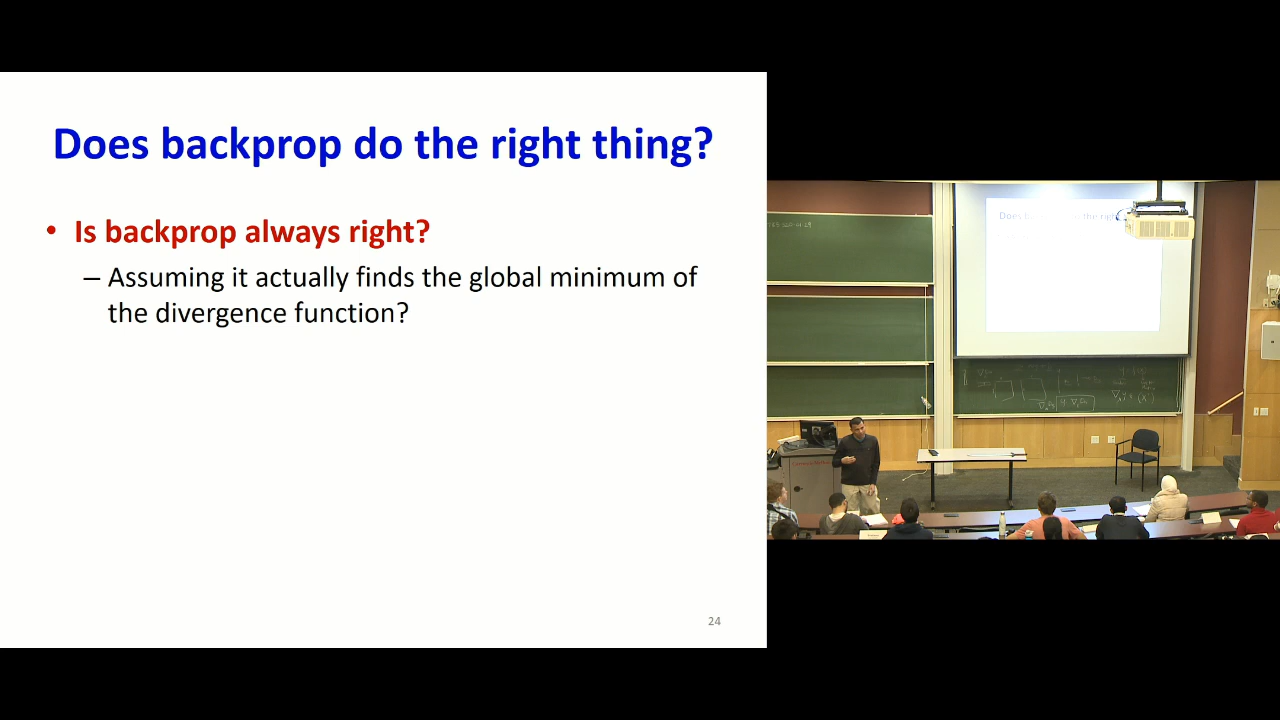 Does backprop do the right thing?
• Is backprop always right?
– Assuming it actually finds the global minimum of
the divergence function?
24